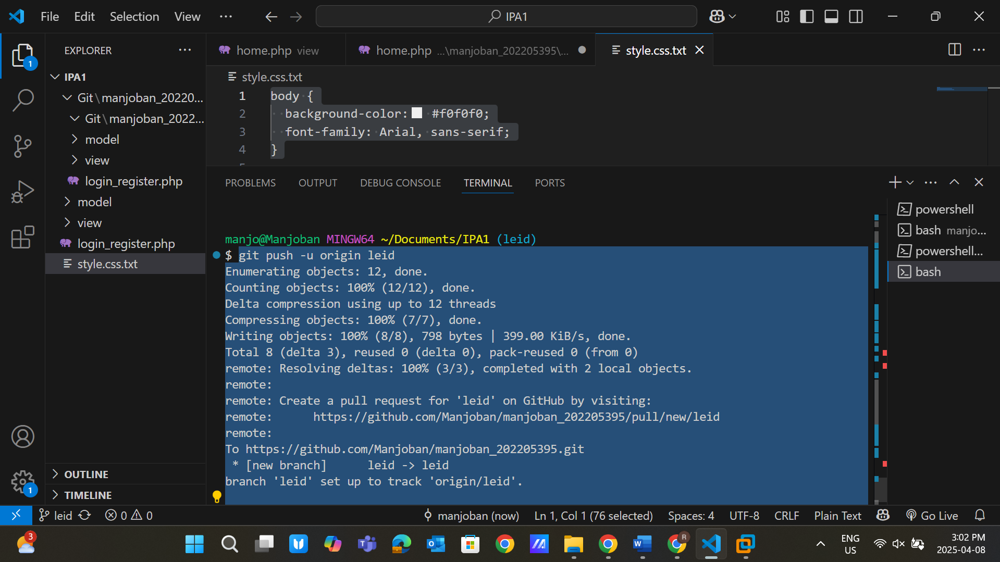 File Edit Selection View ··· IPA1
EXPLORER ···
home.php view
home.php ...\manjoban_202205395\...
style.css.txt
1
IPA1
Git\manjoban_20220...
Git\manjoban_2022...
model
view
login_register.php
model
view
login_register.php
style.css.txt
OUTLINE
TIMELINE
1
style.css.txt
1 body {
2 background-color: #f0f0f0;
3 font-family: Arial, sans-serif;
4 }
PROBLEMS OUTPUT DEBUG CONSOLE TERMINAL PORTS
powershell
bash manjo...
powershell...
bash
manjo@Manjoban MINGW64 ~/Documents/IPA1 (leid)
$ git push -u origin leid
Enumerating objects: 12, done.
Counting objects: 100% (12/12), done.
Delta compression using up to 12 threads
Compressing objects: 100% (7/7), done.
Writing objects: 100% (8/8), 798 bytes | 399.00 KiB/s, done.
Total 8 (delta 3), reused 0 (delta 0), pack-reused 0 (from 0)
remote: Resolving deltas: 100% (3/3), completed with 2 local objects.
remote:
remote: Create a pull request for 'leid' on GitHub by visiting:
remote:      https://github.com/Manjoban/manjoban_202205395/pull/new/leid
remote:
To https://github.com/Manjoban/manjoban_202205395.git
 * [new branch]      leid -> leid
branch 'leid' set up to track 'origin/leid'.
leid 0 0 manjoban (now) Ln 1, Col 1 (76 selected) Spaces: 4 UTF-8 CRLF Plain Text Go Live
3
R
ENG
US
3:02 PM
2025-04-08